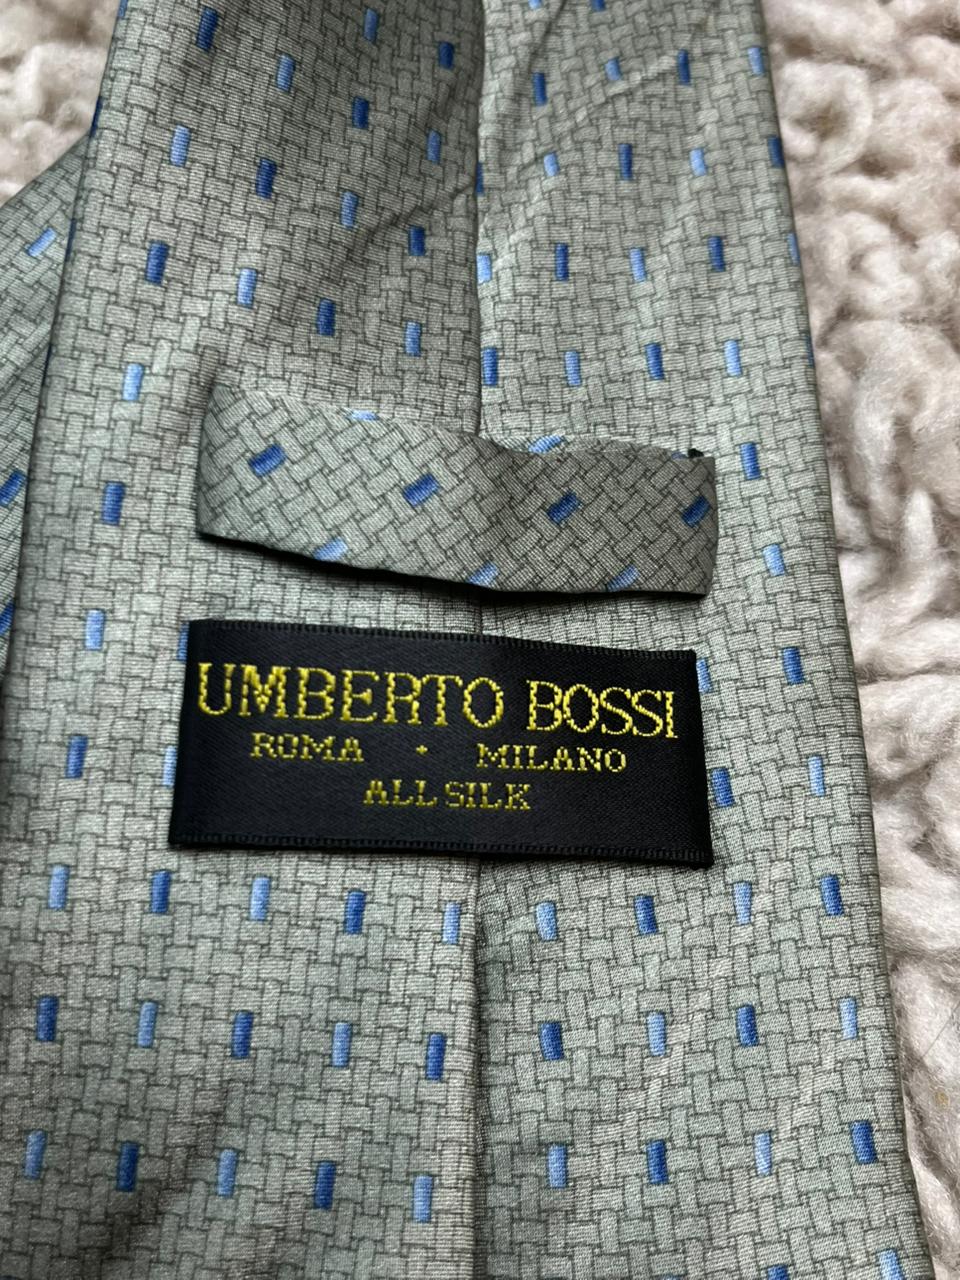 UMBERTO BOSSI
ROMA · MILANO
ALL SILK